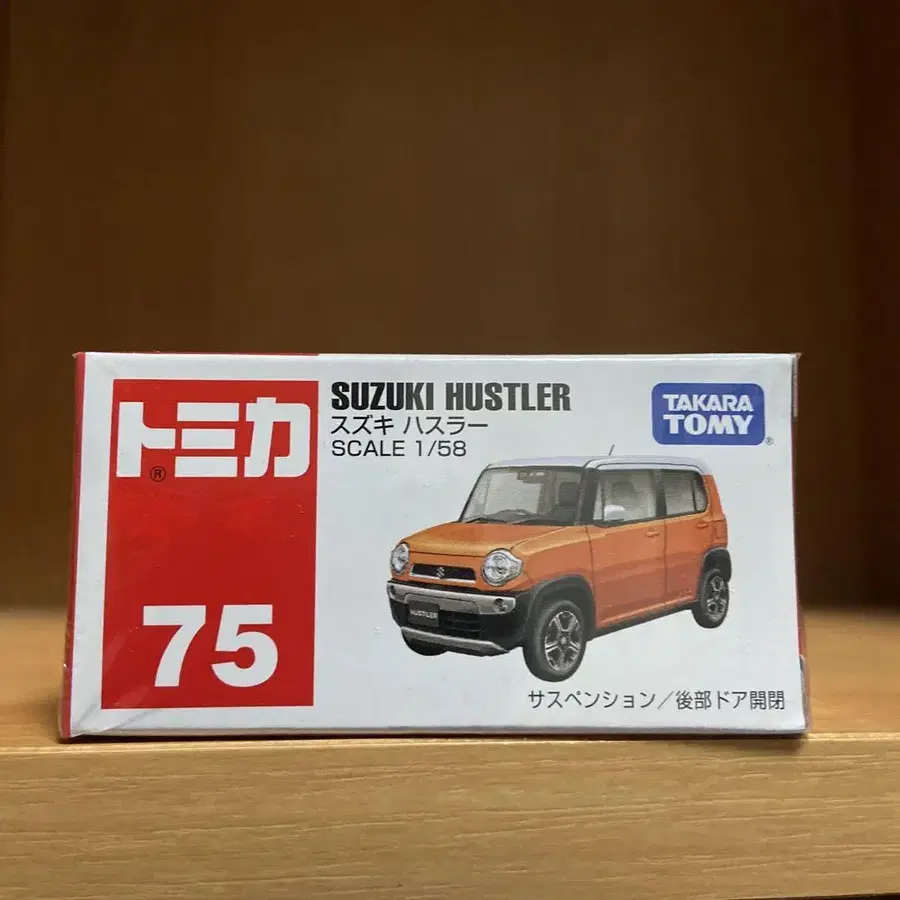 トミカ
®
75
SUZUKI HUSTLER
スズキ ハスラー
SCALE 1/58
TAKARA
TOMY
®
HUSTLER
サスペンション/後部ドア開閉